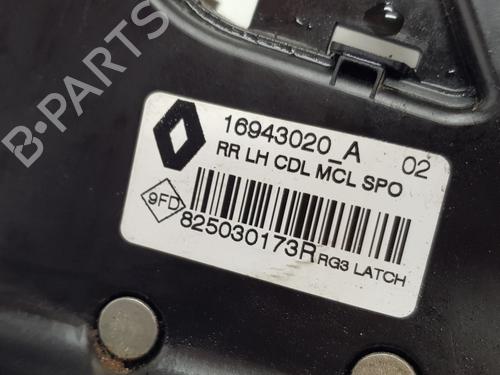 B-PARTS
16943020_A 02
RR LH CDL MCL SPO
9FD
825030173R RG3 LATCH